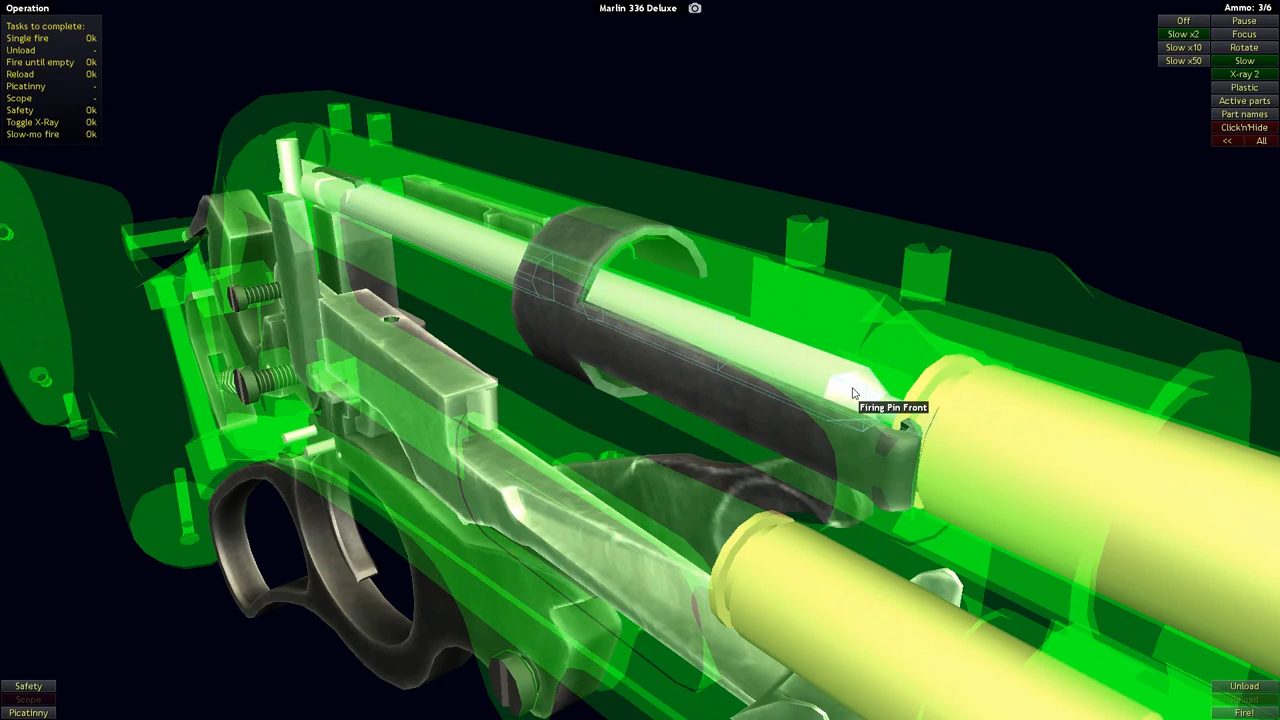 Operation
Tasks to complete:
Single fire Ok
Unload -
Fire until empty Ok
Reload Ok
Picatinny -
Scope -
Safety Ok
Toggle X-Ray Ok
Slow-mo fire Ok
Marlin 336 Deluxe
Ammo: 3/6
Off Pause
Slow x2 Focus
Slow x10 Rotate
Slow x50 Slow
X-ray 2
Plastic
Active parts
Part names
Click'n'Hide
<< All
Firing Pin Front
Safety
Scope
Picatinny
Unload
Fire!